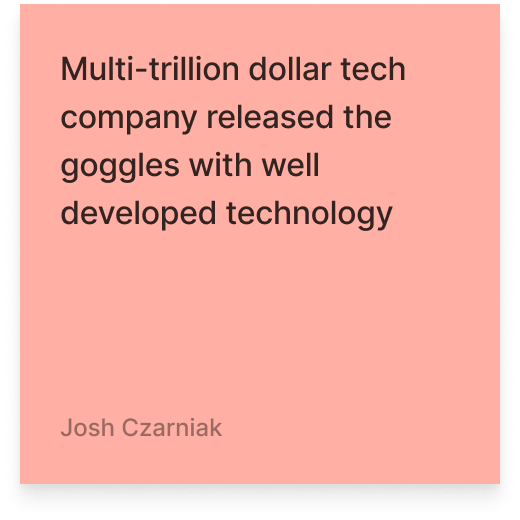 Multi-trillion dollar tech
company released the
goggles with well
developed technology
Josh Czarniak